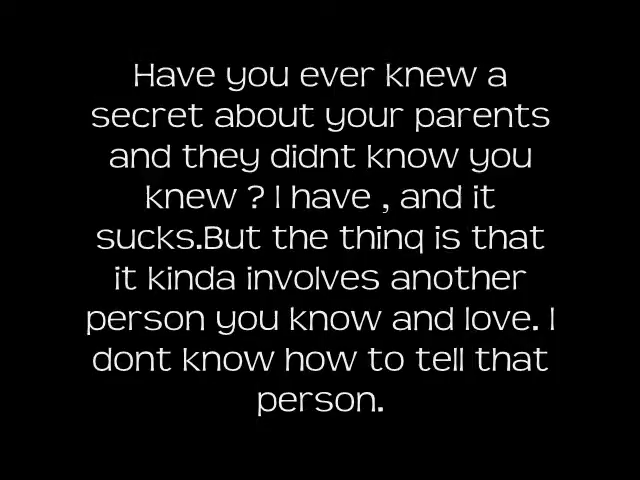 Have you ever knew a
secret about your parents
and they didnt know you
knew ? I have , and it
sucks.But the thinq is that
it kinda involves another
person you know and love. I
dont know how to tell that
person.